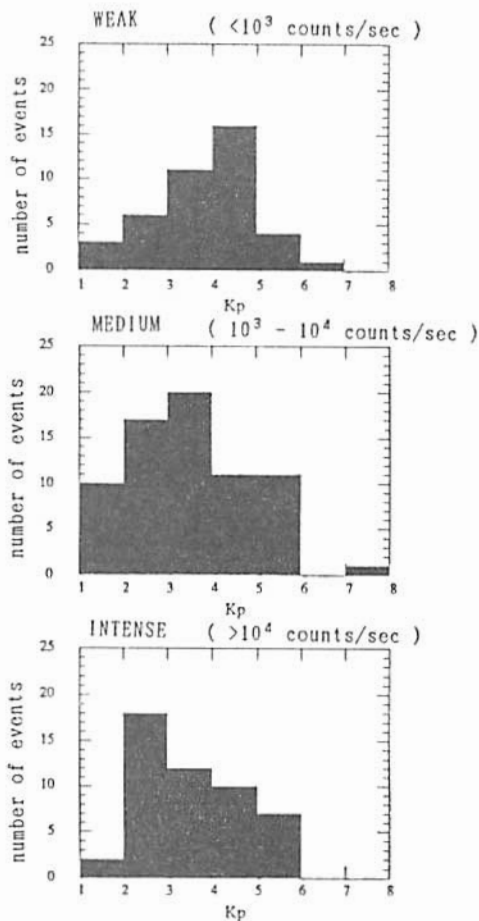 WEAK ( <10³ counts/sec )
25
20
15
10
5
0
number of events
1 2 3 4 5 6 7 8
Kp
MEDIUM ( 10³ - 10⁴ counts/sec )
25
20
15
10
5
0
number of events
1 2 3 4 5 6 7 8
Kp
INTENSE ( >10⁴ counts/sec )
25
20
15
10
5
0
number of events
1 2 3 4 5 6 7 8
Kp